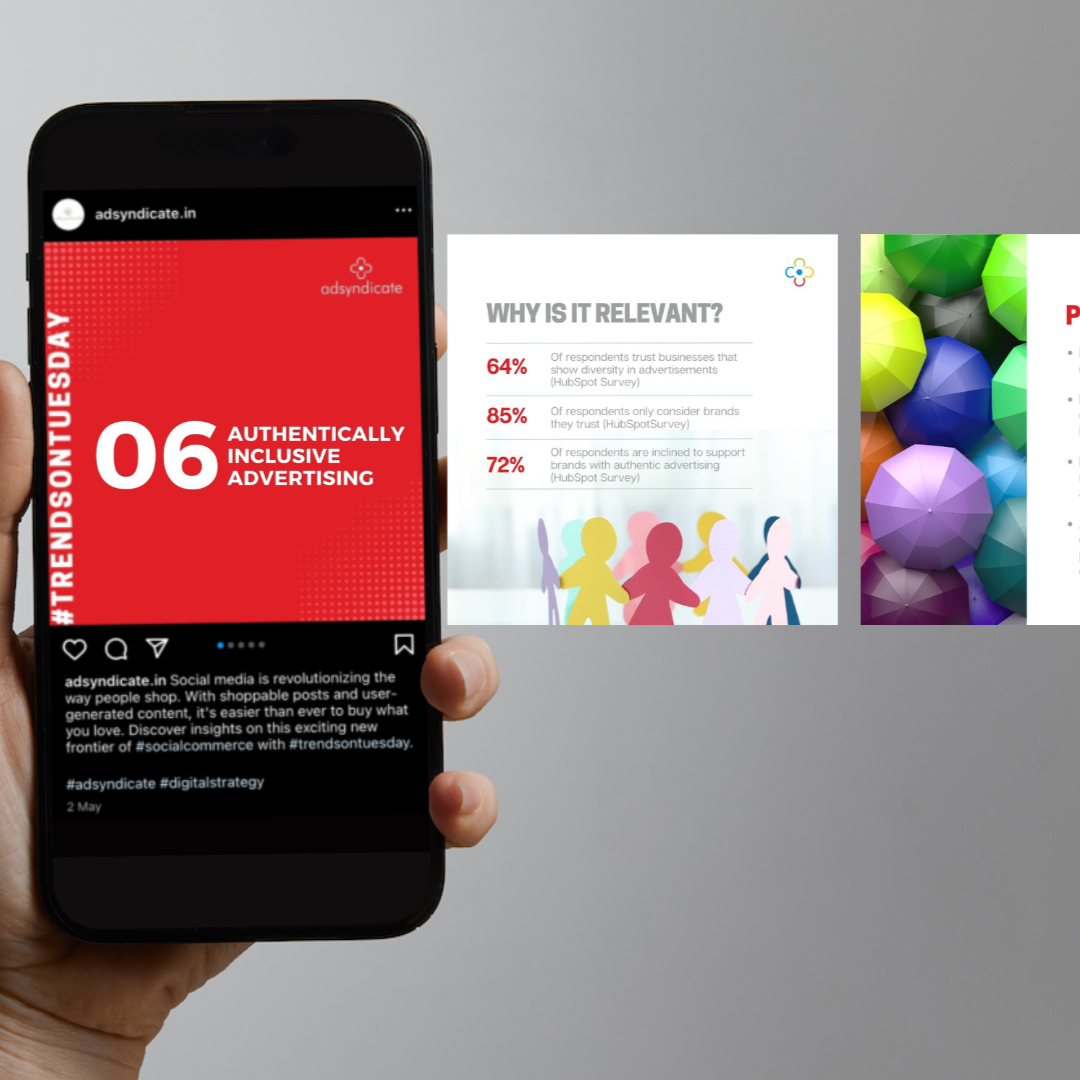 adsyndicate.in
adsyndicate
#TRENDSONTUESDAY
06
AUTHENTICALLY
INCLUSIVE
ADVERTISING
adsyndicate.in Social media is revolutionizing the
way people shop. With shoppable posts and user-
generated content, it's easier than ever to buy what
you love. Discover insights on this exciting new
frontier of #socialcommerce with #trendsontuesday.
#adsyndicate #digitalstrategy
2 May
WHY IS IT RELEVANT?
64%
Of respondents trust businesses that
show diversity in advertisements
(HubSpot Survey)
85%
Of respondents only consider brands
they trust (HubSpotSurvey)
72%
Of respondents are inclined to support
brands with authentic advertising
(HubSpot Survey)
P